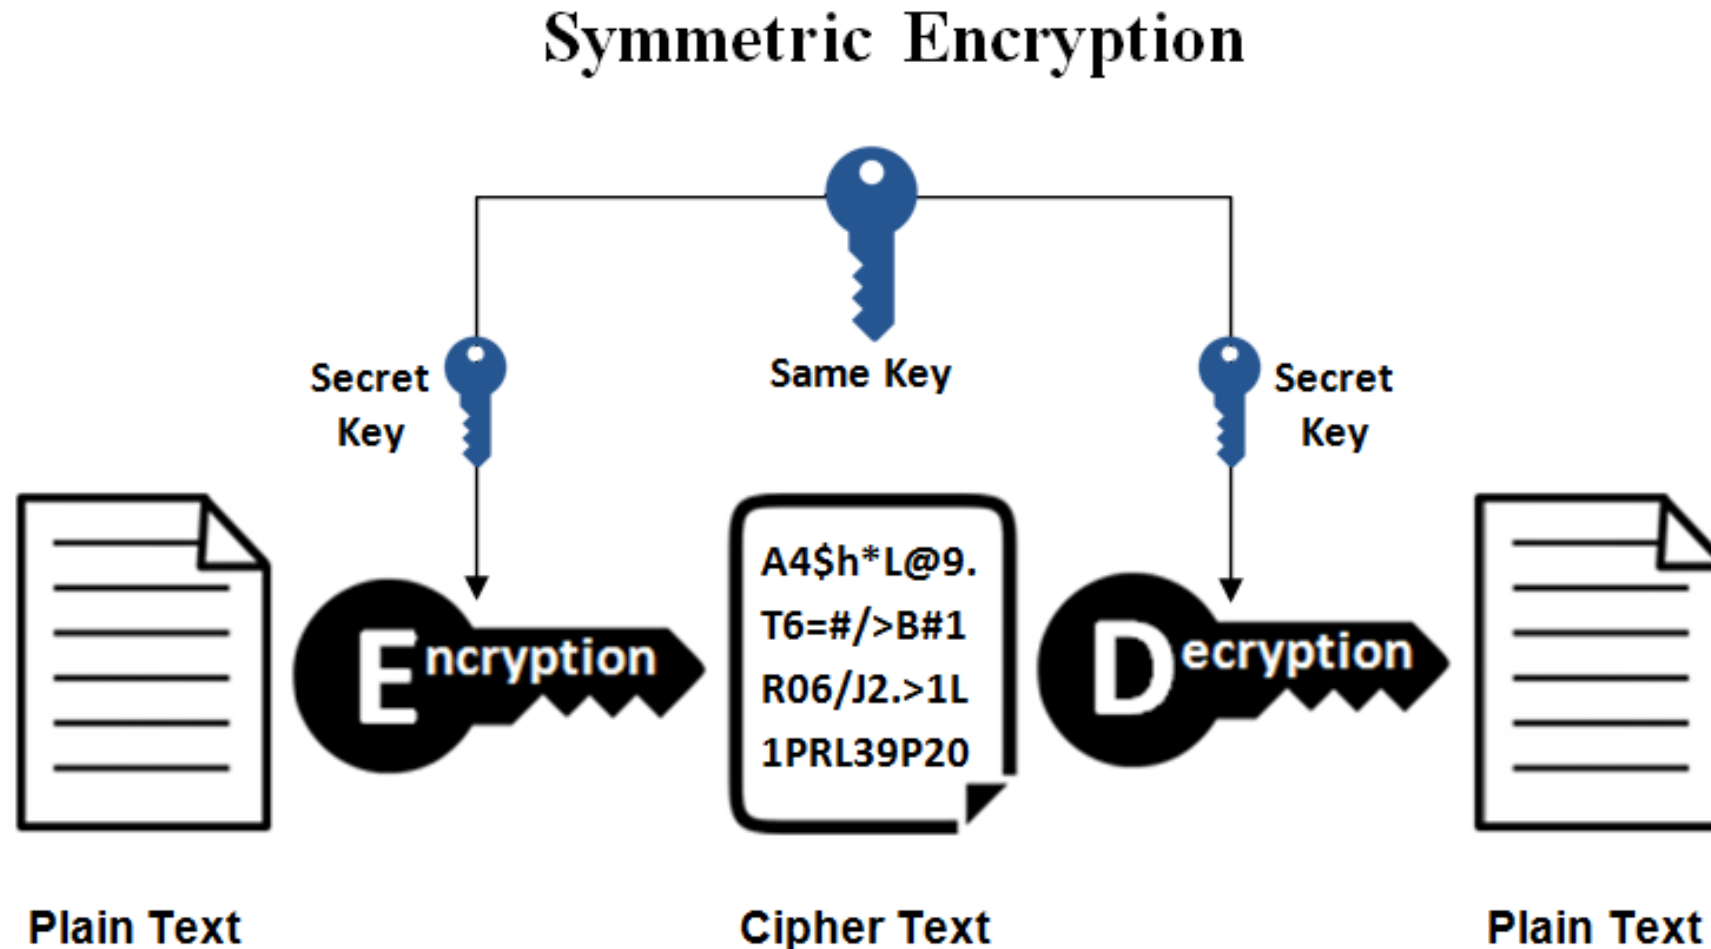 Symmetric Encryption
Same Key
Secret
Key
Secret
Key
Encryption
A4$h*L@9.
T6=#/>B#1
R06/J2.>1L
1PRL39P20
Decryption
Plain Text
Cipher Text
Plain Text